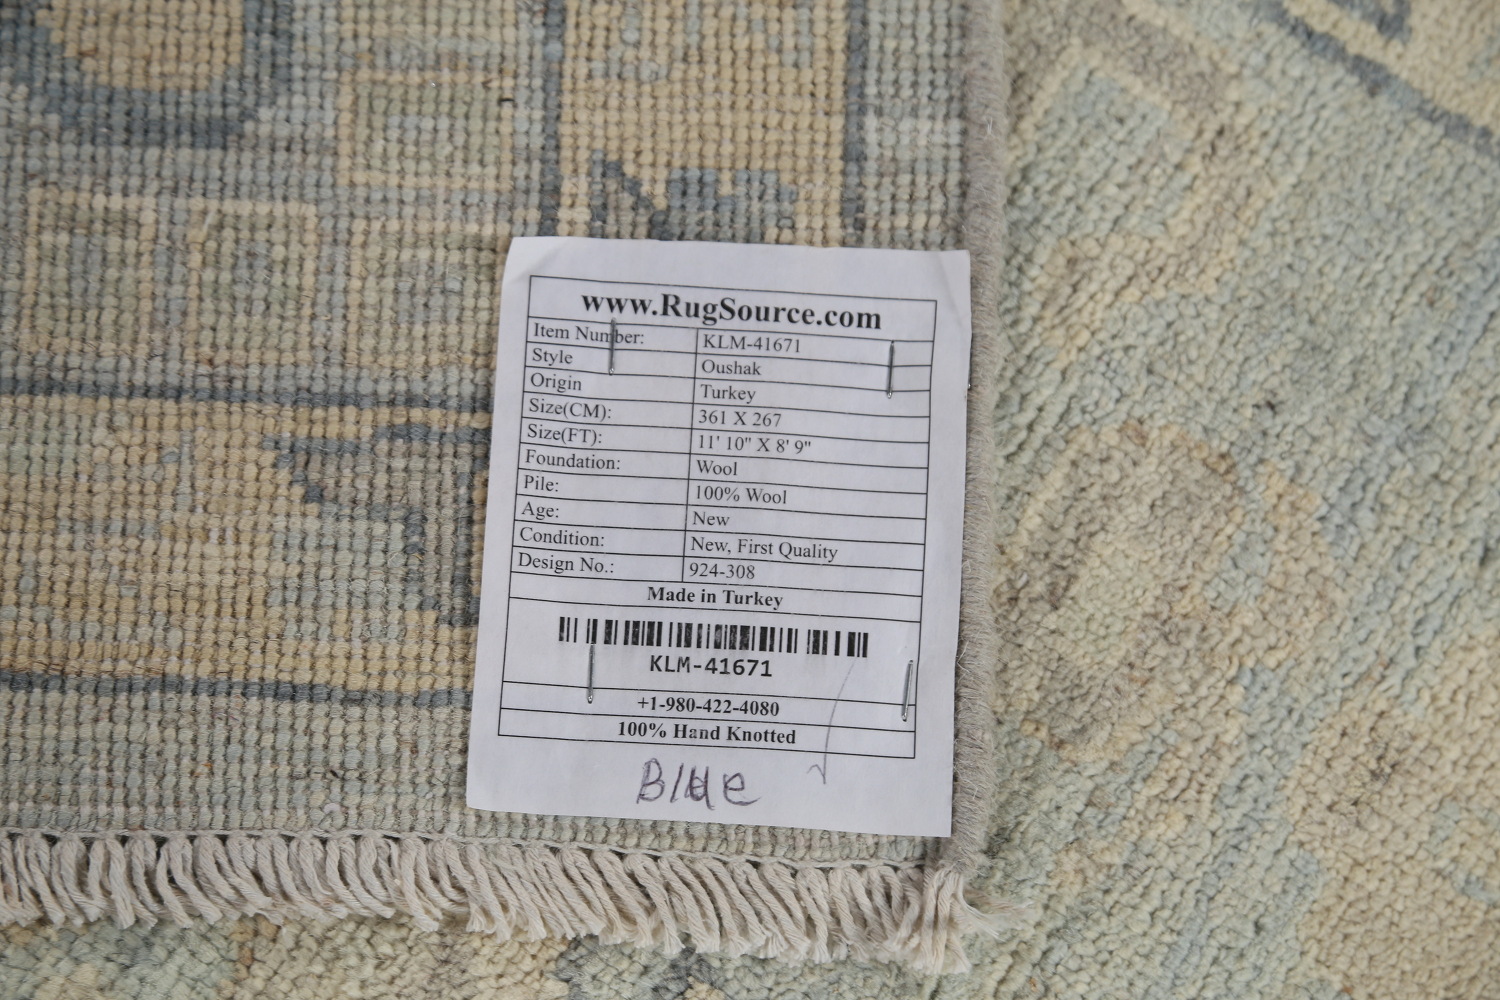 www.RugSource.com
Item Number: KLM-41671
Style Oushak
Origin Turkey
Size(CM): 361 X 267
Size(FT): 11' 10" X 8' 9"
Foundation: Wool
Pile: 100% Wool
Age: New
Condition: New, First Quality
Design No.: 924-308
Made in Turkey
KLM-41671
+1-980-422-4080
100% Hand Knotted
Blue